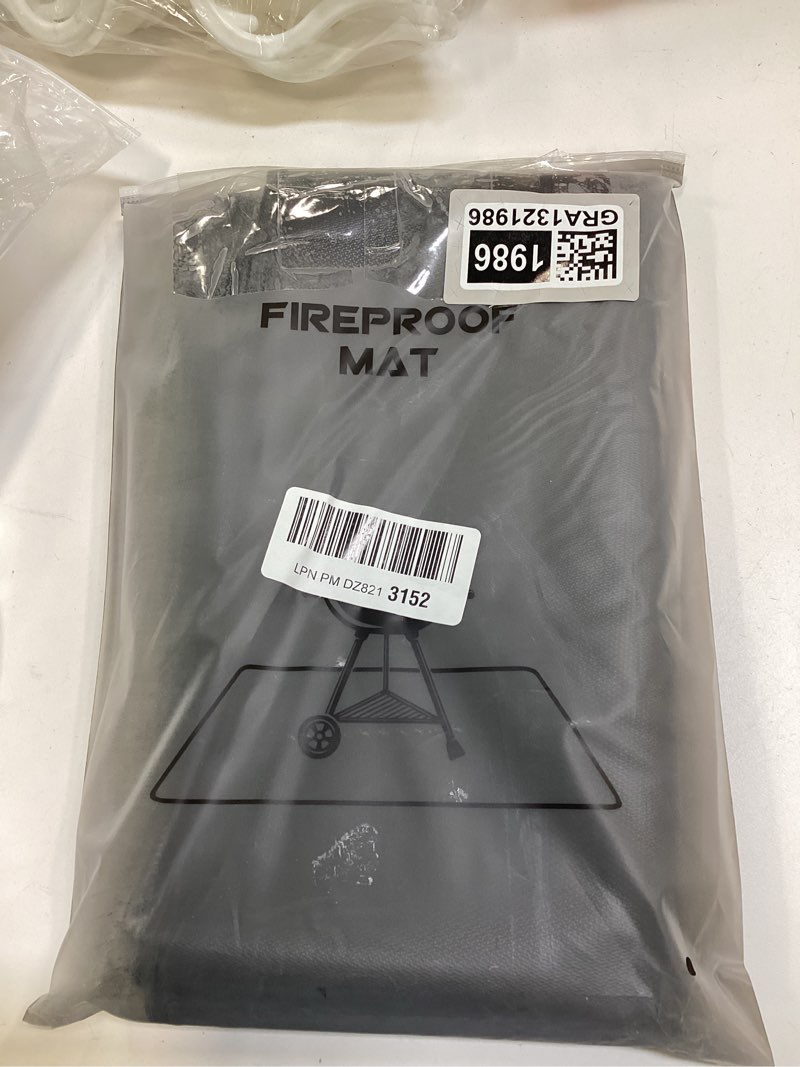 GRA1321986
1986
FIREPROOF
MAT
LPN PM DZ821 3152